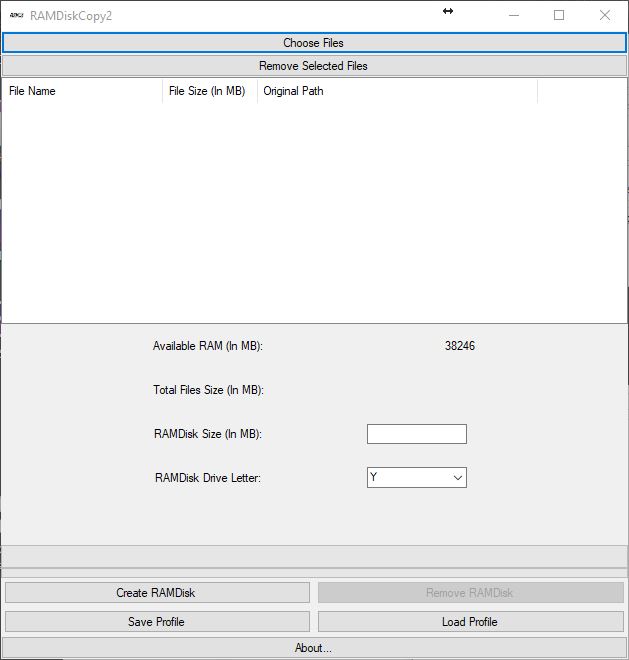 RAMDiskCopy2
Choose Files
Remove Selected Files
File Name File Size (In MB) Original Path
Available RAM (In MB): 38246
Total Files Size (In MB):
RAMDisk Size (In MB):
RAMDisk Drive Letter: Y
Create RAMDisk Remove RAMDisk
Save Profile Load Profile
About...